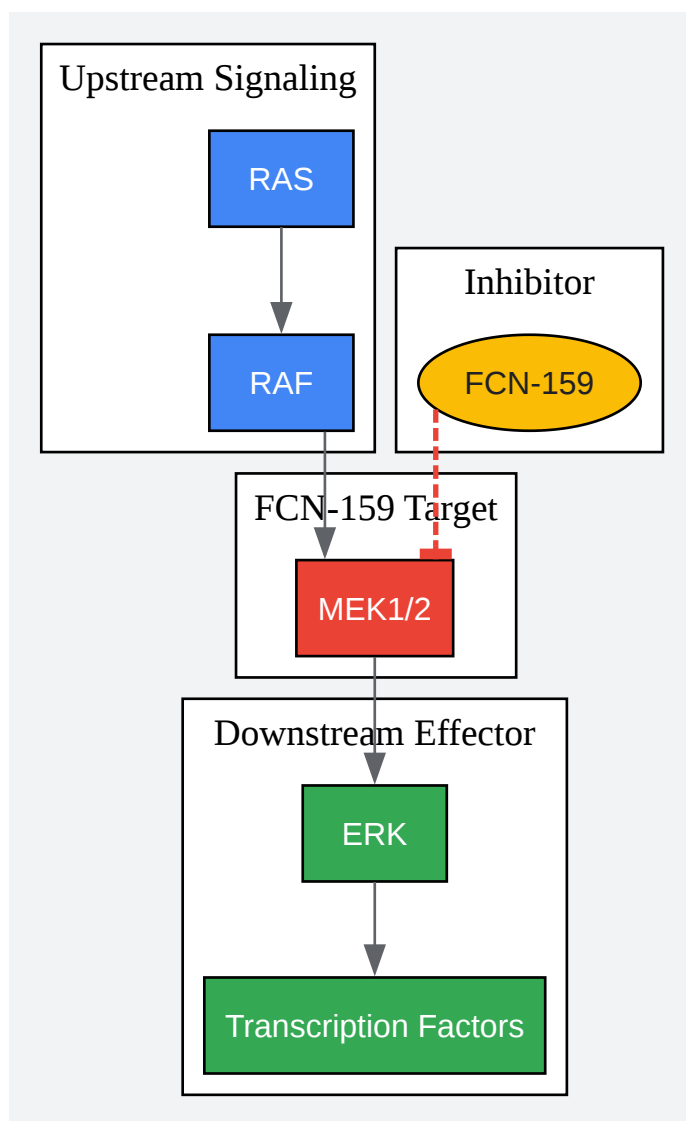 Upstream Signaling
RAS
Inhibitor
RAF
FCN-159
FCN-159 Target
MEK1/2
Downstream Effector
ERK
Transcription Factors